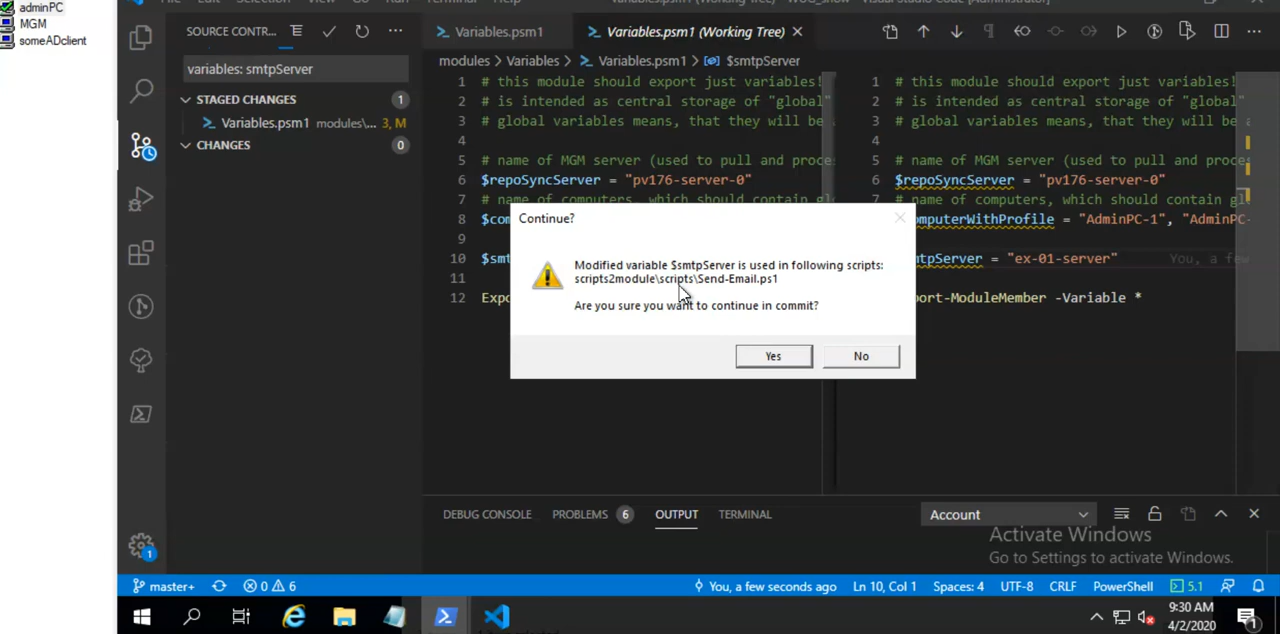 adminPC
MGM
someADclient
SOURCE CONTR...
variables: smtpServer
STAGED CHANGES
1
Variables.psm1 modules\...
3, M
CHANGES
0
Variables.psm1
Variables.psm1 (Working Tree)
modules > Variables > Variables.psm1 > $smtpServer
1 # this module should export just variables!
2 # is intended as central storage of "global"
3 # global variables means, that they will be
4
5 # name of MGM server (used to pull and proce
6 $repoSyncServer = "pv176-server-0"
7 # name of computers, which should contain
8 $com
9
10 $smt
11
12 Exp
1 # this module should export just variables!
2 # is intended as central storage of "global"
3 # global variables means, that they will be a
4
5 # name of MGM server (used to pull and proces
6 $repoSyncServer = "pv176-server-0"
7 # name of computers, which should contain gl
omputerWithProfile = "AdminPC-1", "AdminPC-
mtpServer = "ex-01-server"
You, a few
port-ModuleMember -Variable *
Continue?
Modified variable $smtpServer is used in following scripts:
scripts2module\scripts\Send-Email.ps1
Are you sure you want to continue in commit?
Yes
No
DEBUG CONSOLE
PROBLEMS
6
OUTPUT
TERMINAL
Account
Activate Windows
Go to Settings to activate Windows.
1
master+
0
6
You, a few seconds ago
Ln 10, Col 1
Spaces: 4
UTF-8
CRLF
PowerShell
5.1
9:30 AM
4/2/2020
1